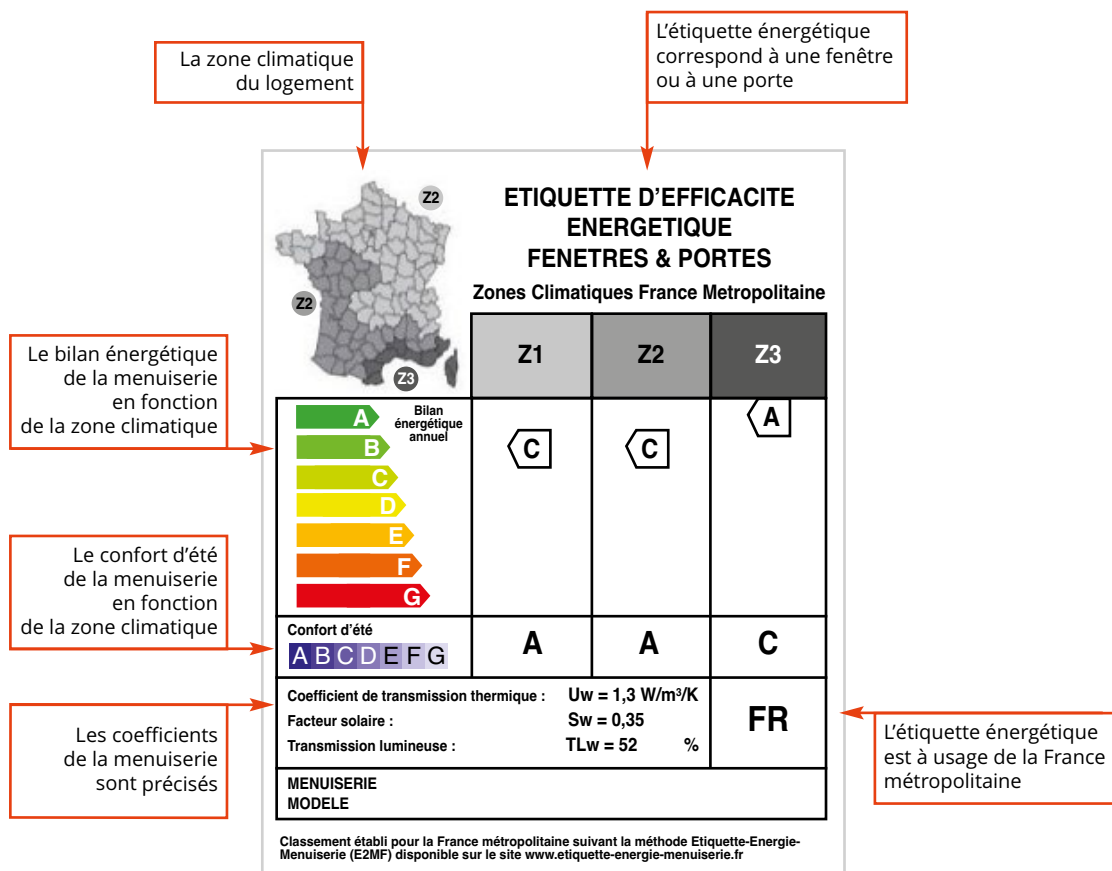 La zone climatique
du logement
L'étiquette énergétique
correspond à une fenêtre
ou à une porte
Z2
Z2
Z3
ETIQUETTE D'EFFICACITE
ENERGETIQUE
FENETRES & PORTES
Zones Climatiques France Metropolitaine
Z1
Z2
Z3
Le bilan énergétique
de la menuiserie
en fonction
de la zone climatique
A
B
C
D
E
F
G
Bilan
énergétique
annuel
C
C
A
Le confort d'été
de la menuiserie
en fonction
de la zone climatique
Confort d'été
A B C D E F G
A
A
C
Les coefficients
de la menuiserie
sont précisés
Coefficient de transmission thermique : Uw = 1,3 W/m³/K
Facteur solaire : Sw = 0,35
Transmission lumineuse : TLw = 52 %
FR
L'étiquette énergétique
est à usage de la France
métropolitaine
MENUISERIE
MODELE
Classement établi pour la France métropolitaine suivant la méthode Etiquette-Energie-
Menuiserie (E2MF) disponible sur le site www.etiquette-energie-menuiserie.fr